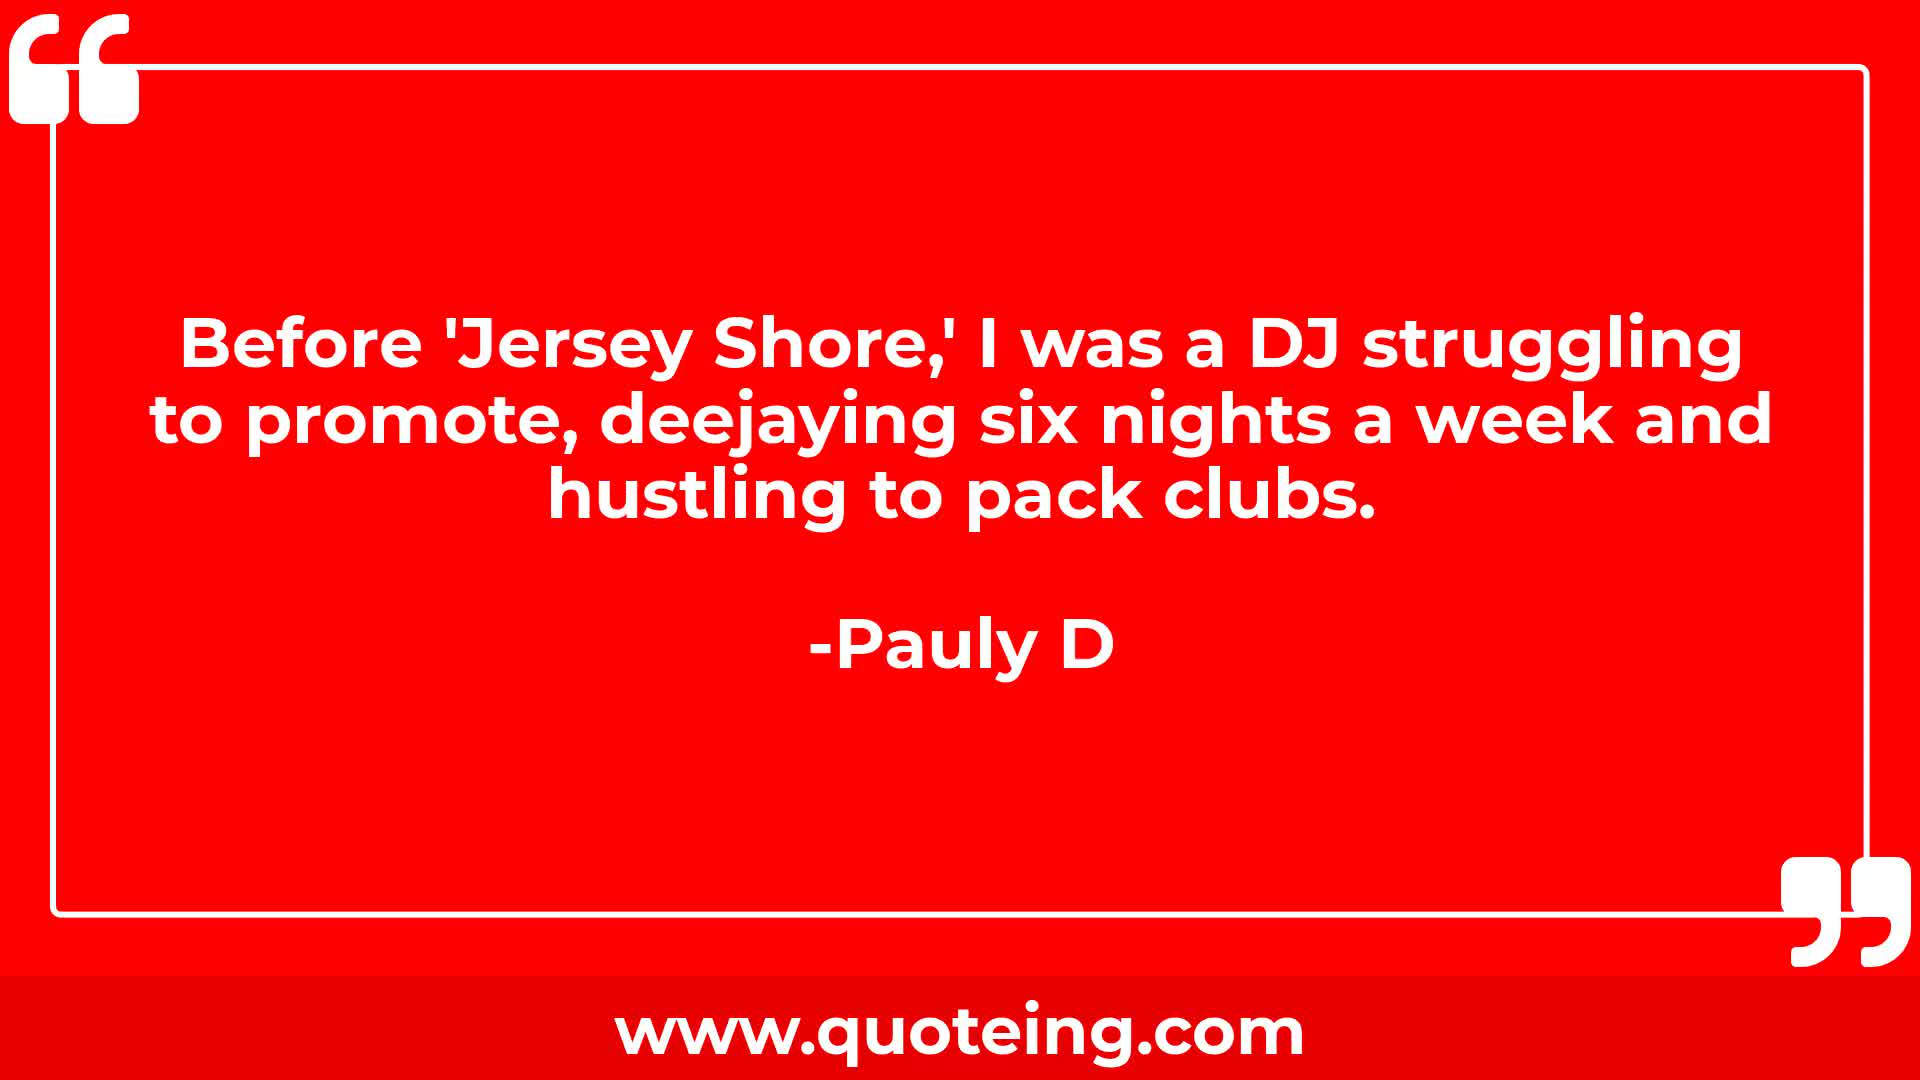 Before 'Jersey Shore,' I was a DJ struggling
to promote, deejaying six nights a week and
hustling to pack clubs.
-Pauly D
www.quoteing.com